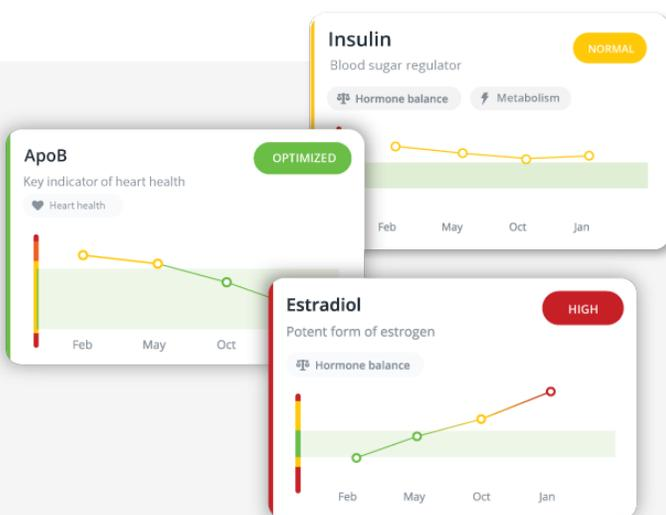 Insulin
NORMAL
Blood sugar regulator
Hormone balance
Metabolism
Feb May Oct Jan
ApoB
OPTIMIZED
Key indicator of heart health
Heart health
Feb May Oct
Estradiol
HIGH
Potent form of estrogen
Hormone balance
Feb May Oct Jan